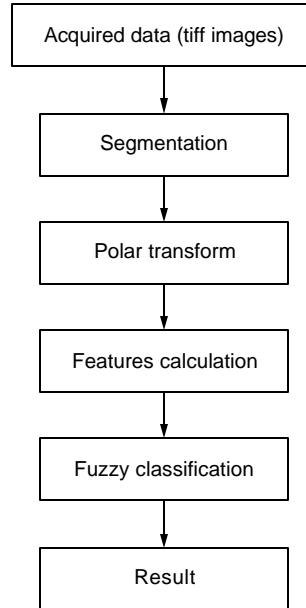 Acquired data (tiff images)
Segmentation
Polar transform
Features calculation
Fuzzy classification
Result